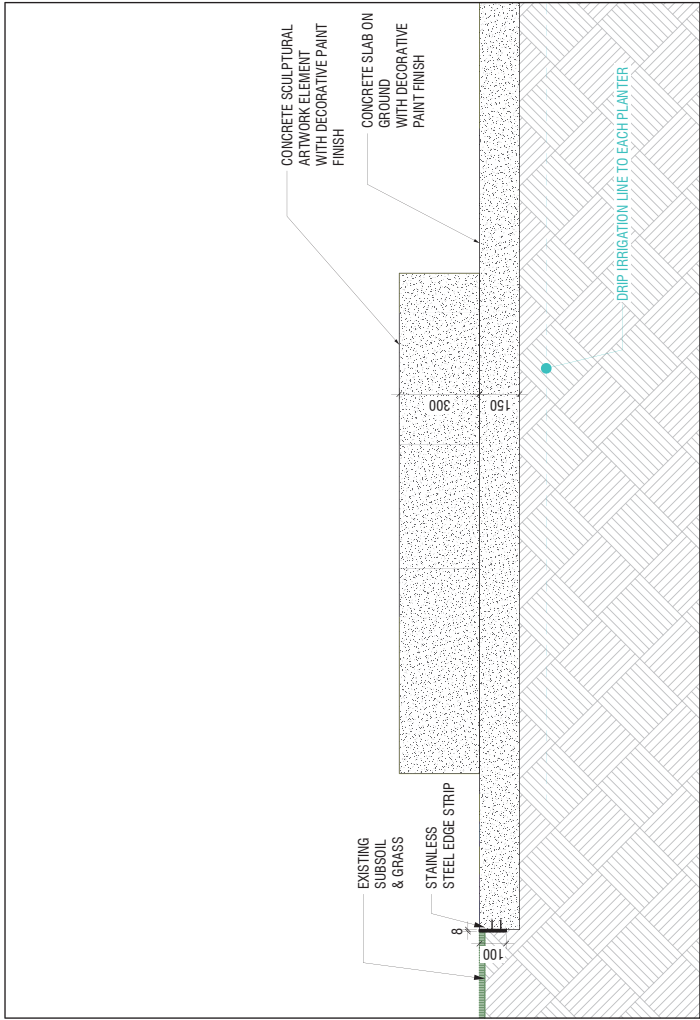 CONCRETE SCULPTURAL
ARTWORK ELEMENT
WITH DECORATIVE PAINT
FINISH
CONCRETE SLAB ON
GROUND
WITH DECORATIVE
PAINT FINISH
EXISTING
SUBSOIL
& GRASS
STAINLESS
STEEL EDGE STRIP
8
100
300
150
DRIP IRRIGATION LINE TO EACH PLANTER